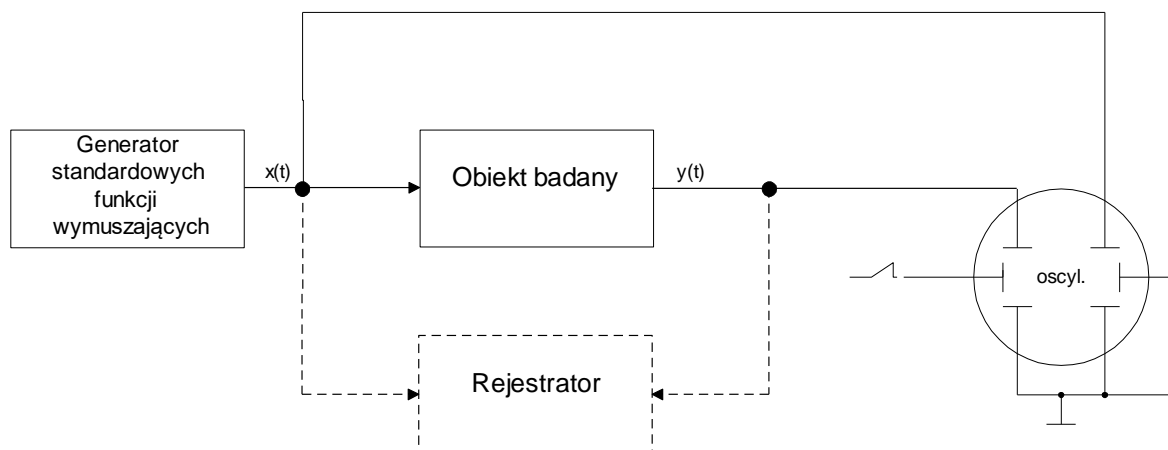 Generator
standardowych
funkcji
wymuszających
x(t)
Obiekt badany
y(t)
oscyl.
Rejestrator